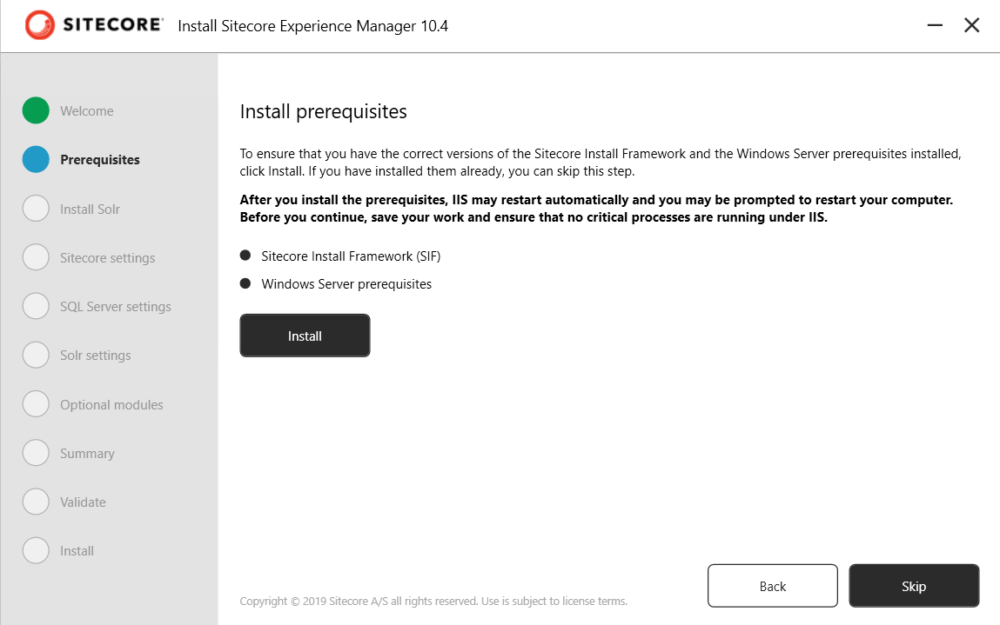 SITECORE
Install Sitecore Experience Manager 10.4
Welcome
Prerequisites
Install Solr
Sitecore settings
SQL Server settings
Solr settings
Optional modules
Summary
Validate
Install
Install prerequisites
To ensure that you have the correct versions of the Sitecore Install Framework and the Windows Server prerequisites installed,
click Install. If you have installed them already, you can skip this step.
After you install the prerequisites, IIS may restart automatically and you may be prompted to restart your computer.
Before you continue, save your work and ensure that no critical processes are running under IIS.
Sitecore Install Framework (SIF)
Windows Server prerequisites
Install
Back
Skip
Copyright © 2019 Sitecore A/S all rights reserved. Use is subject to license terms.